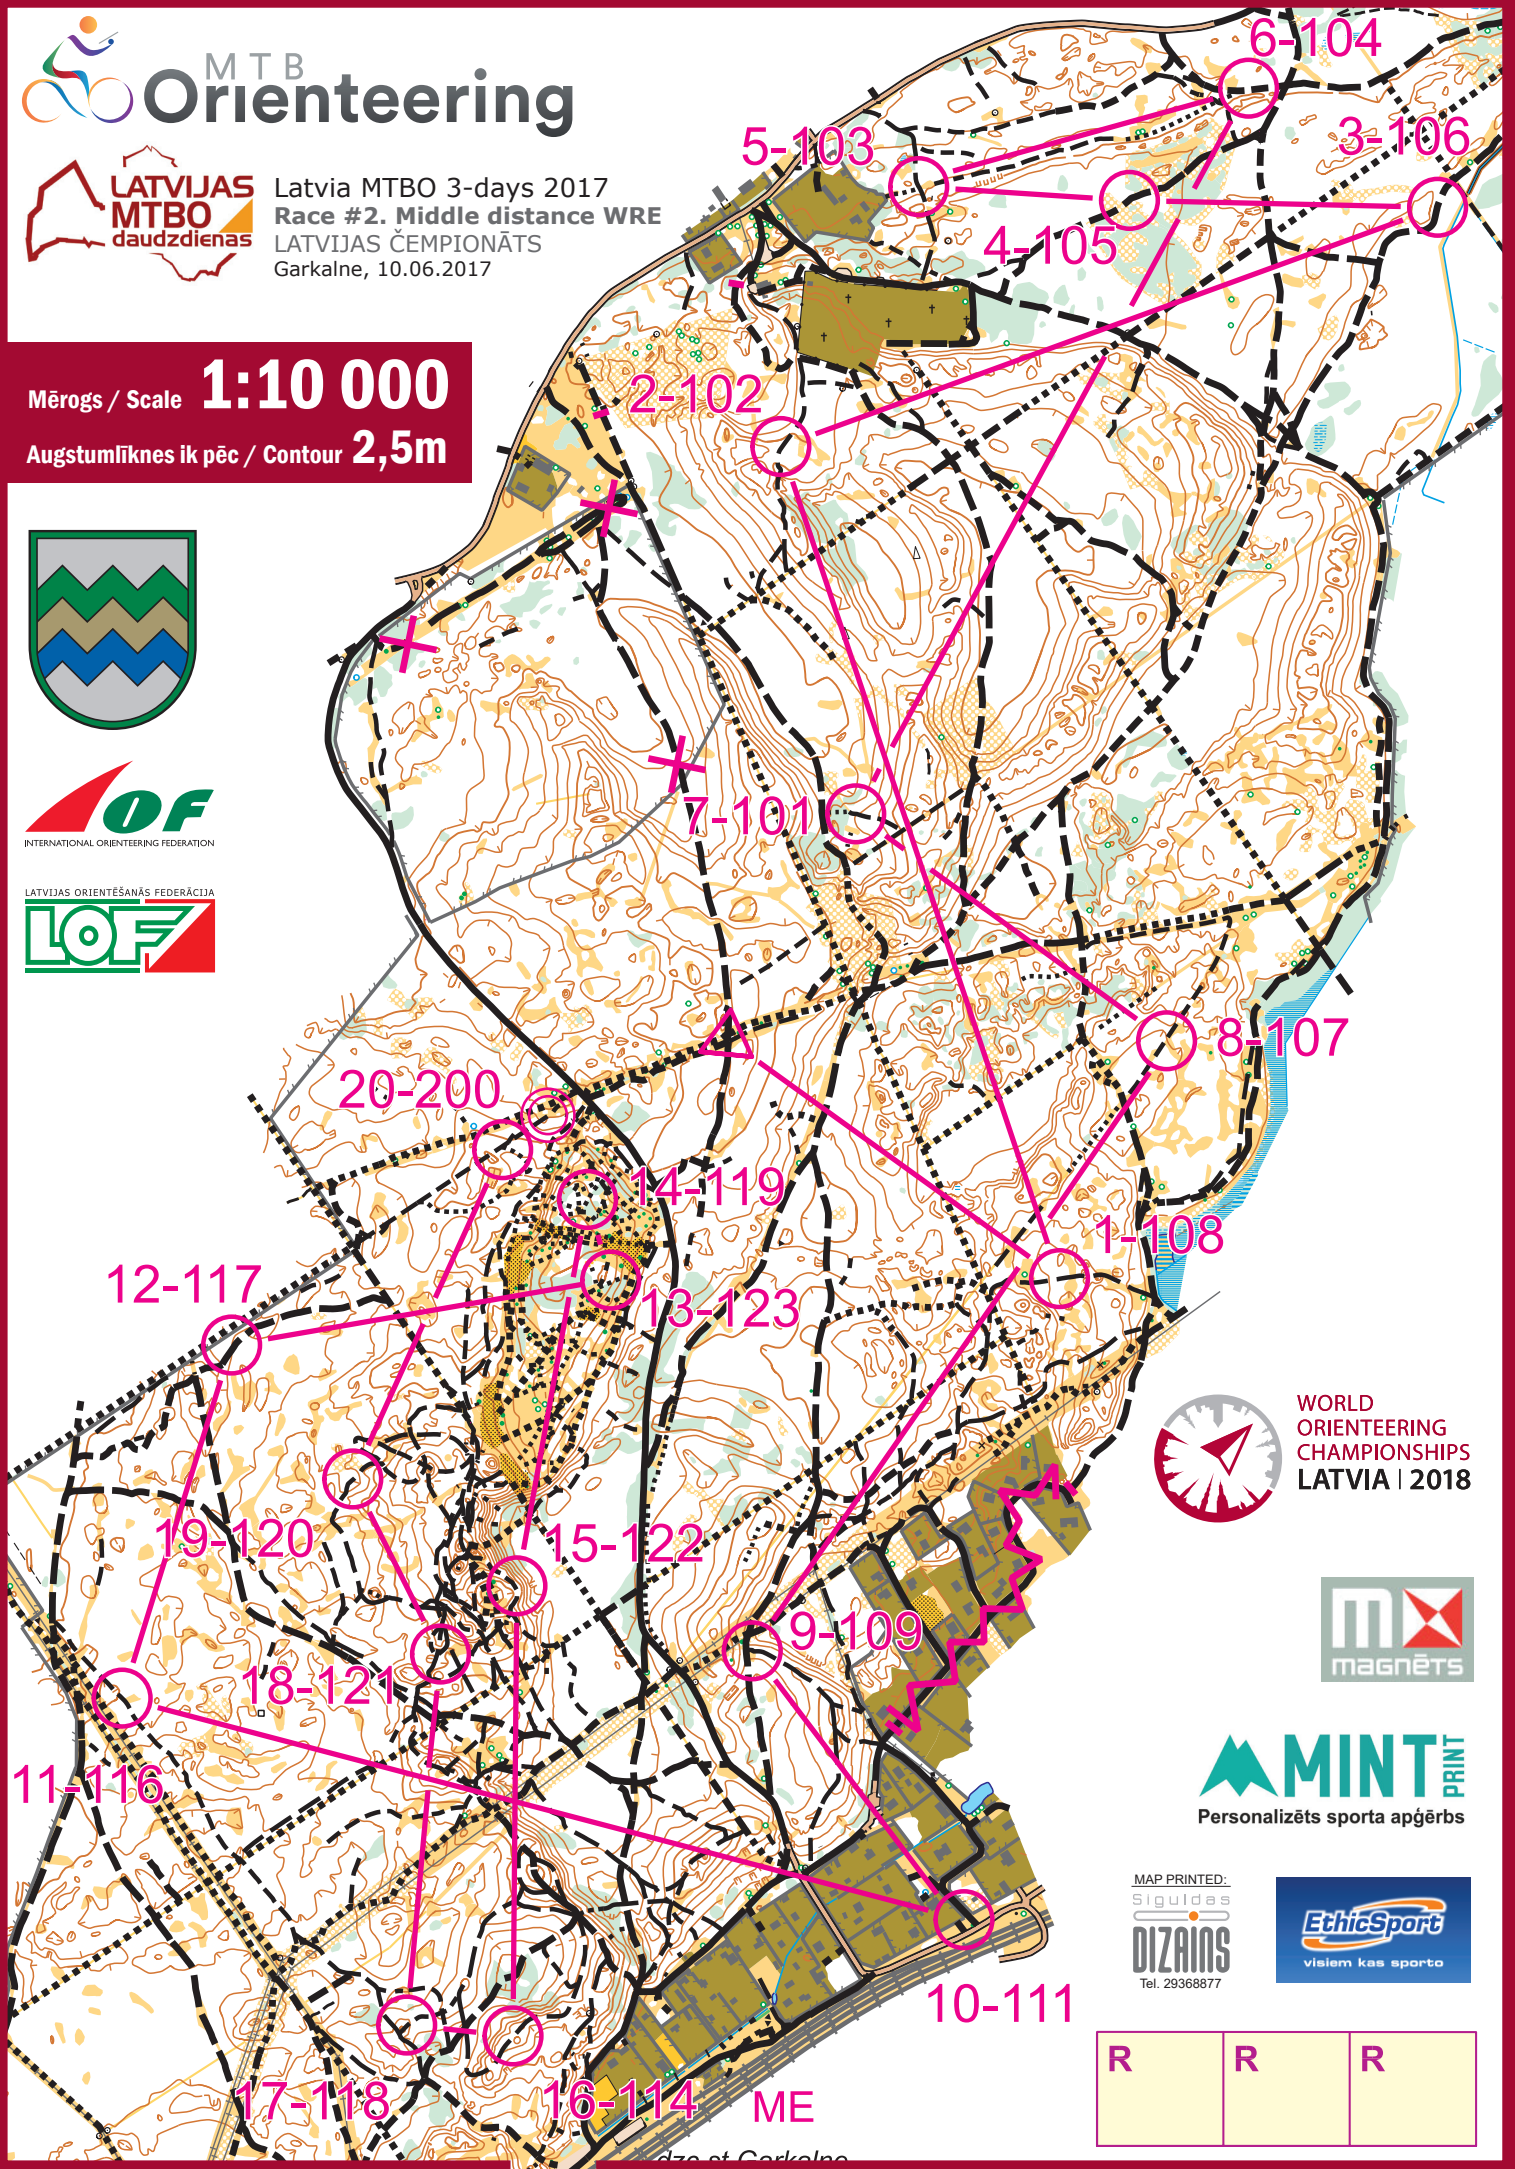 MTB
Orienteering
LATVIJAS
MTBO
daudzdienas
Latvia MTBO 3-days 2017
Race #2. Middle distance WRE
LATVIJAS ČEMPIONĀTS
Garkalne, 10.06.2017
Mērogs / Scale 1:10 000
Augstumlīknes ik pēc / Contour 2,5m
IOF
INTERNATIONAL ORIENTEERING FEDERATION
LATVIJAS ORIENTĒŠANĀS FEDERĀCIJA
LOF
6-104
5-103
3-106
4-105
2-102
7-101
8-107
20-200
14-119
1-108
12-117
13-123
19-120
15-122
9-109
18-121
11-116
10-111
17-118
16-114
ME
WORLD
ORIENTEERING
CHAMPIONSHIPS
LATVIA | 2018
magnēts
MINT PRINT
Personalizēts sporta apģērbs
MAP PRINTED:
Siguldas
DIZAINS
Tel. 29368877
EthicSport
visiem kas sporto
R R R